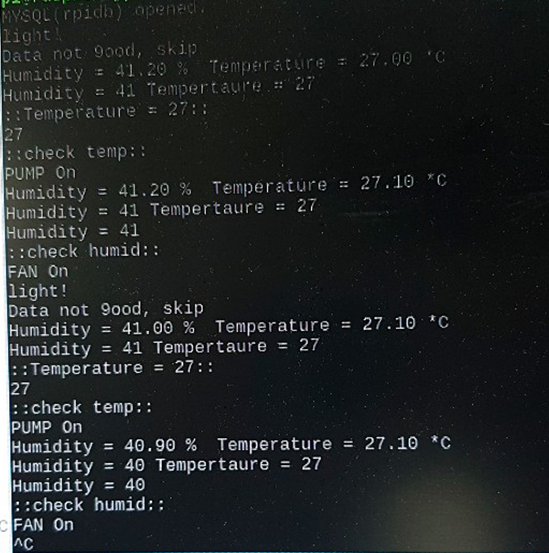 MYSQL(rpidb) opened.
light!
Data not 9ood, skip
Humidity = 41.20 %  Temperature = 27.00 *C
Humidity = 41 Tempertaure = 27
::Temperature = 27::
27
::check temp::
PUMP On
Humidity = 41.20 %  Temperature = 27.10 *C
Humidity = 41 Tempertaure = 27
Humidity = 41
::check humid::
FAN On
light!
Data not 9ood, skip
Humidity = 41.00 %  Temperature = 27.10 *C
Humidity = 41 Tempertaure = 27
::Temperature = 27::
27
::check temp::
PUMP On
Humidity = 40.90 %  Temperature = 27.10 *C
Humidity = 40 Tempertaure = 27
Humidity = 40
::check humid::
FAN On
^C